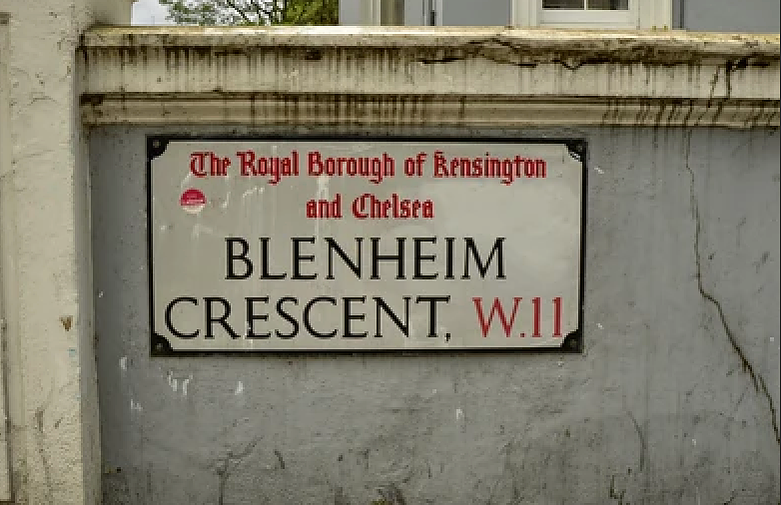 The Royal Borough of Kensington
and Chelsea
BLENHEIM
CRESCENT, W.11